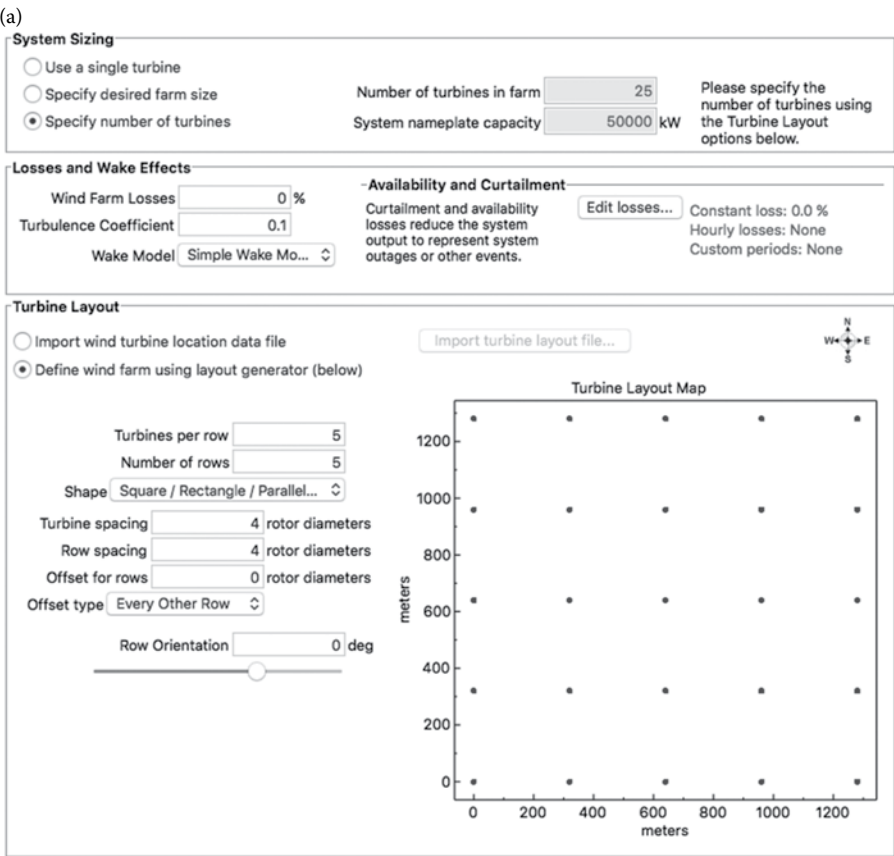 (a)
System Sizing
Use a single turbine
Specify desired farm size
Specify number of turbines
Number of turbines in farm 25
System nameplate capacity 50000 kW
Please specify the
number of turbines using
the Turbine Layout
options below.
Losses and Wake Effects
Wind Farm Losses 0 %
Turbulence Coefficient 0.1
Wake Model Simple Wake Mo...
Availability and Curtailment
Curtailment and availability
losses reduce the system
output to represent system
outages or other events.
Edit losses...
Constant loss: 0.0 %
Hourly losses: None
Custom periods: None
Turbine Layout
Import wind turbine location data file
Define wind farm using layout generator (below)
Import turbine layout file...
N
W E
S
Turbines per row 5
Number of rows 5
Shape Square / Rectangle / Parallel...
Turbine spacing 4 rotor diameters
Row spacing 4 rotor diameters
Offset for rows 0 rotor diameters
Offset type Every Other Row
Row Orientation 0 deg
Turbine Layout Map
1200
1000
800
600
400
200
0
meters
0 200 400 600 800 1000 1200
meters